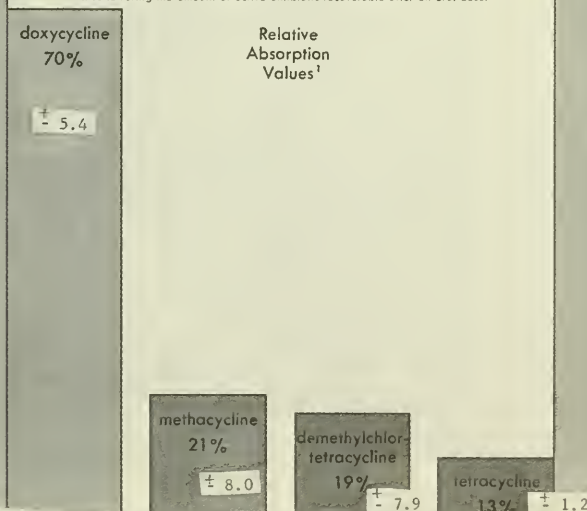 doxycycline
70%
± 5.4
Relative
Absorption
Values¹
methacycline
21%
± 8.0
demethylchlor-
tetracycline
19%
± 7.9
tetracycline
13%
± 1.2